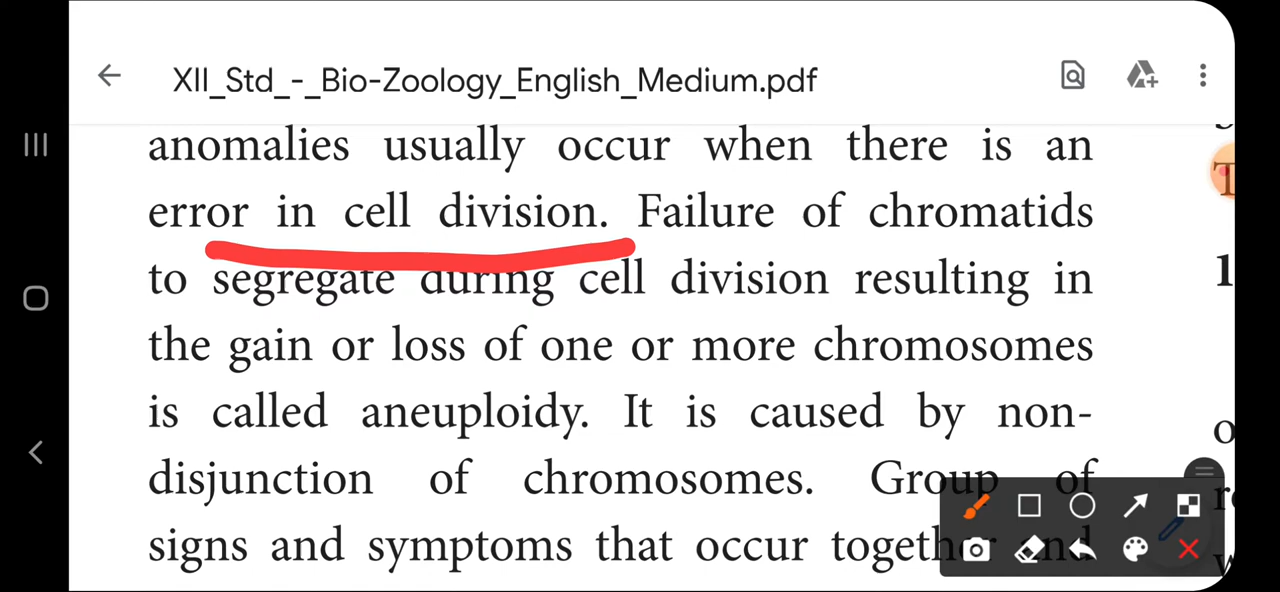 XII_Std_-_Bio-Zoology_English_Medium.pdf
anomalies usually occur when there is an
error in cell division. Failure of chromatids
to segregate during cell division resulting in
the gain or loss of one or more chromosomes
is called aneuploidy. It is caused by non-
disjunction of chromosomes. Group of
signs and symptoms that occur together and
1